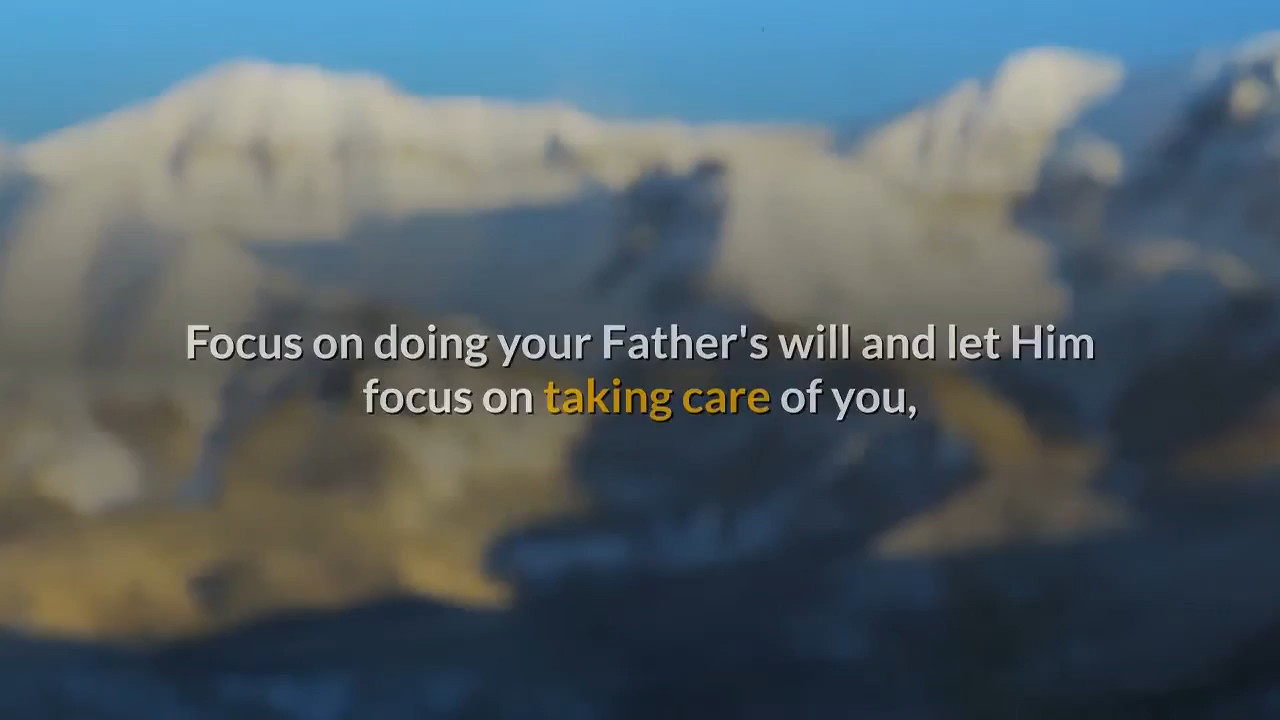 Focus on doing your Father's will and let Him
focus on taking care of you,